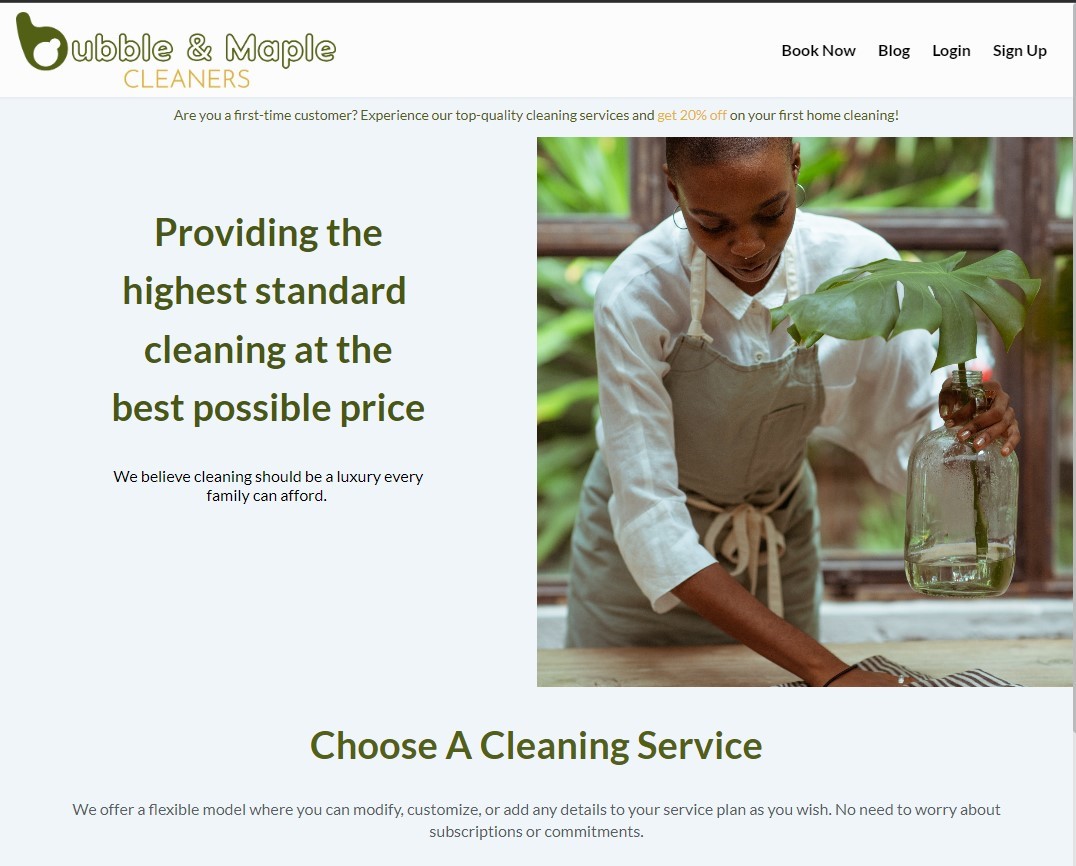 bubble & Maple
CLEANERS
Book Now Blog Login Sign Up
Are you a first-time customer? Experience our top-quality cleaning services and get 20% off on your first home cleaning!
Providing the
highest standard
cleaning at the
best possible price
We believe cleaning should be a luxury every
family can afford.
Choose A Cleaning Service
We offer a flexible model where you can modify, customize, or add any details to your service plan as you wish. No need to worry about
subscriptions or commitments.